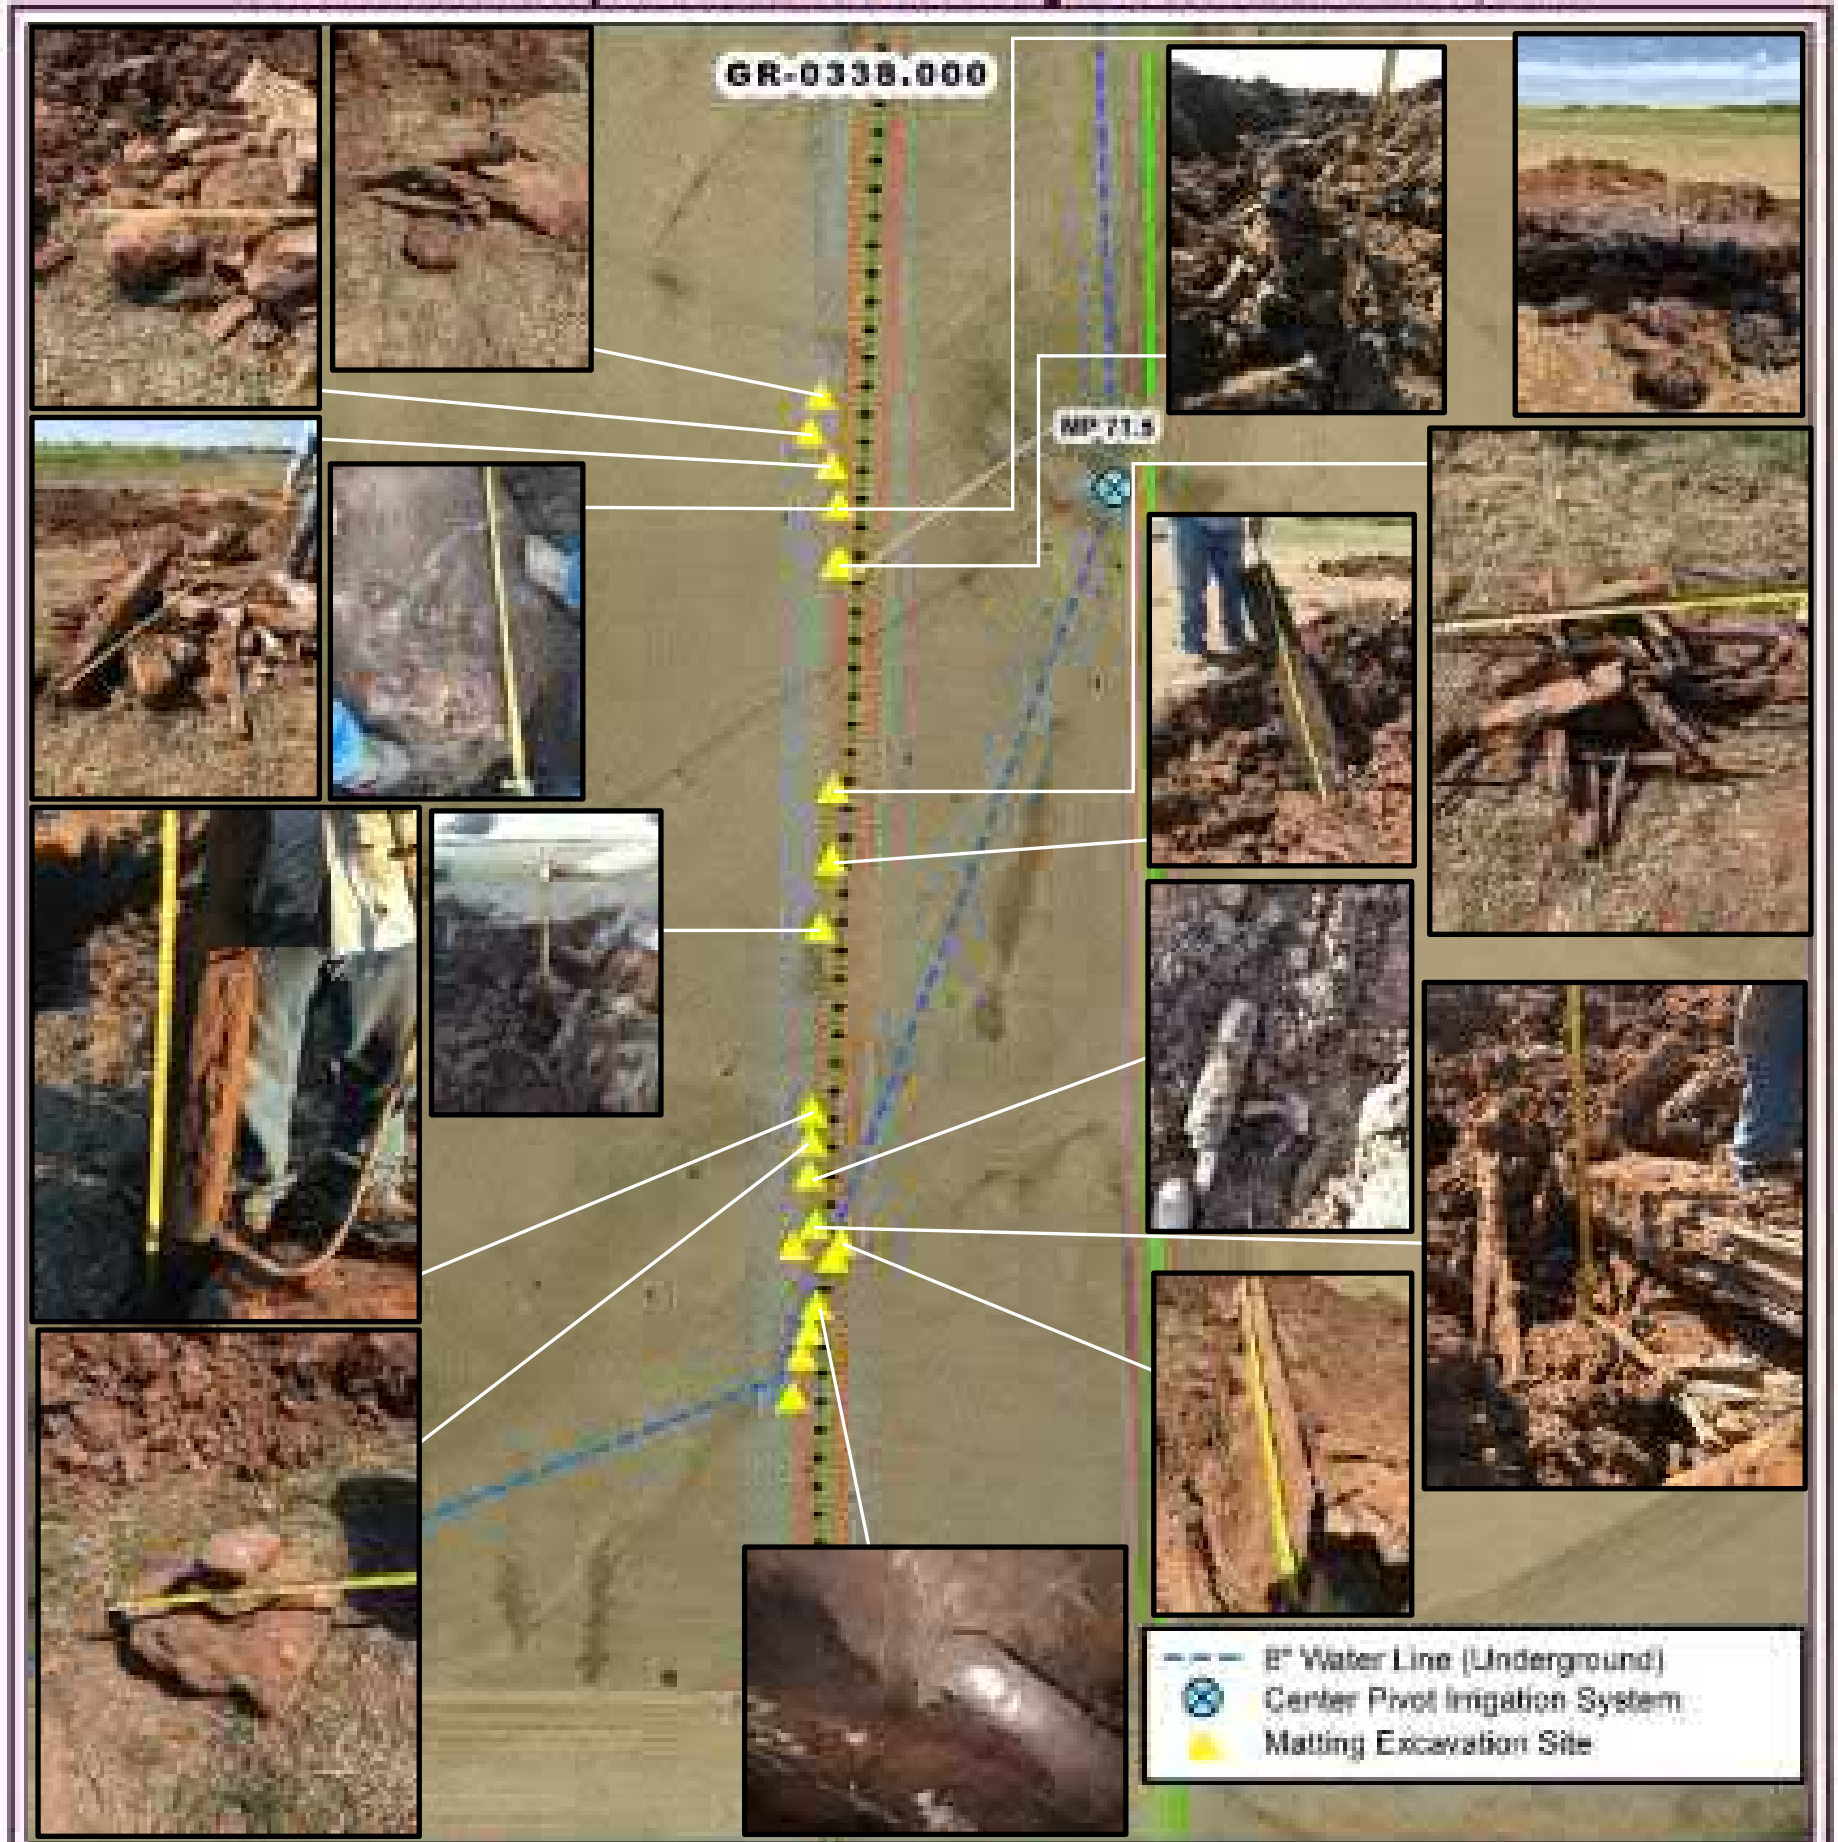 GR-0338.000
MP 71.5
8" Water Line (Underground)
Center Pivot Irrigation System
Matting Excavation Site